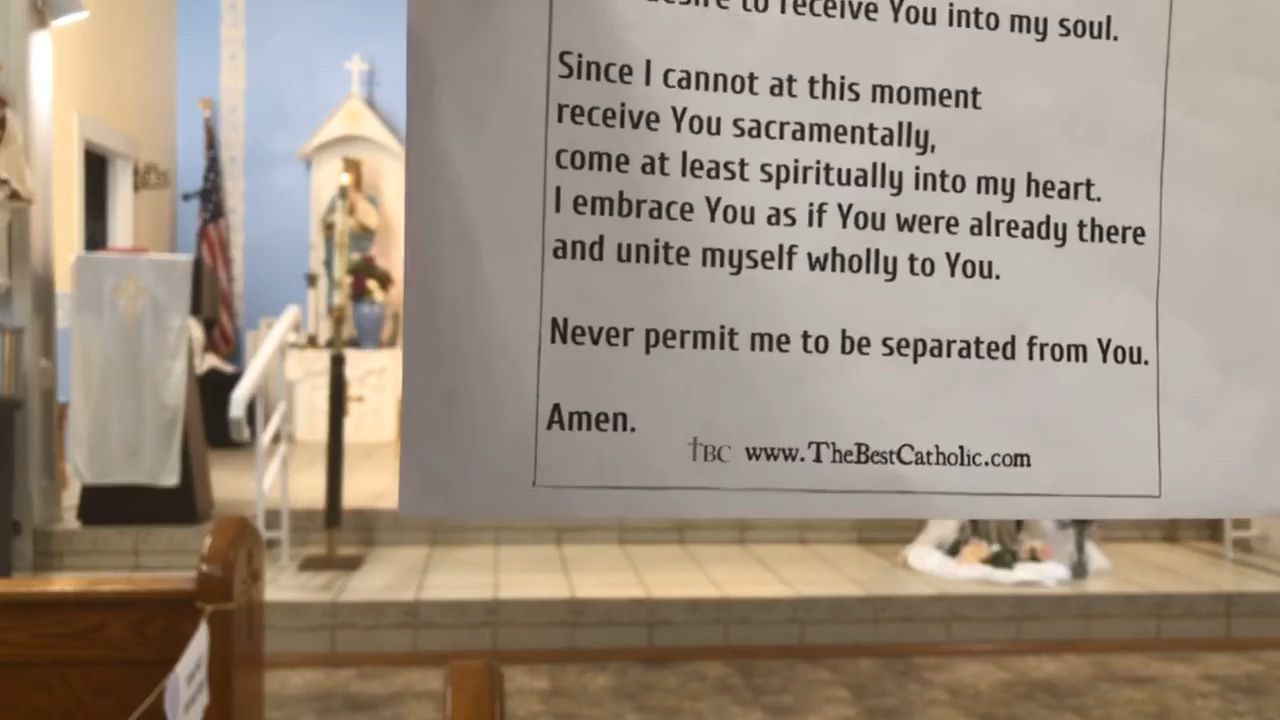 desire to receive You into my soul.
Since I cannot at this moment
receive You sacramentally,
come at least spiritually into my heart.
I embrace You as if You were already there
and unite myself wholly to You.
Never permit me to be separated from You.
Amen.
†BC www.TheBestCatholic.com